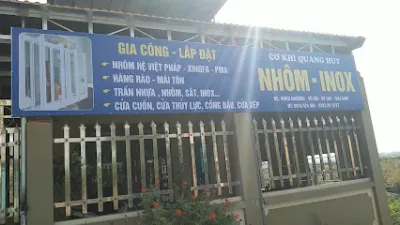 GIA CÔNG - LẮP ĐẶT
NHÔM HỆ VIỆT PHÁP - XINGFA - PMA
HÀNG RÀO - MÁI TÔN
TRẦN NHỰA, NHÔM, SẮT, INOX...
CỬA CUỐN, CỬA THỦY LỰC, CỔNG ĐẨU, CỬA XẾP
CƠ KHÍ QUANG HUY
NHÔM - INOX